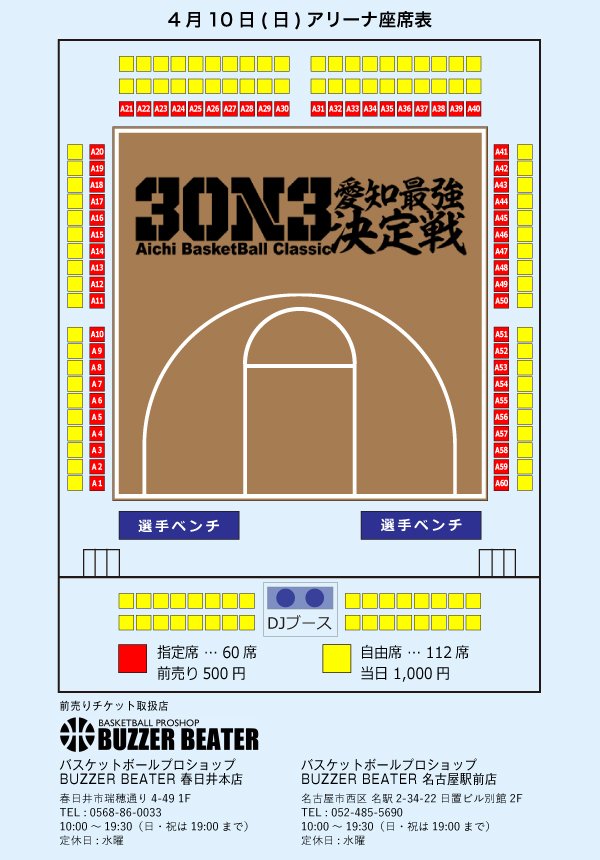 4月10日(日)アリーナ座席表
A21 A22 A23 A24 A25 A26 A27 A28 A29 A30 A31 A32 A33 A34 A35 A36 A37 A38 A39 A40
A20 A41
A19 A42
A18 A43
A17 A44
A16 A45
A15 A46
A14 A47
A13 A48
A12 A49
A11 A50
3ON3 愛知最強
決定戦
Aichi BasketBall Classic
A10 A51
A9 A52
A8 A53
A7 A54
A6 A55
A5 A56
A4 A57
A3 A58
A2 A59
A1 A60
選手ベンチ 選手ベンチ
DJブース
指定席 … 60席
前売り 500円
自由席 … 112席
当日 1,000円
前売りチケット取扱店
BASKETBALL PROSHOP
BUZZER BEATER
バスケットボールプロショップ
BUZZER BEATER 春日井本店
春日井市瑞穂通り 4-49 1F
TEL : 0568-86-0033
10:00 〜 19:30(日・祝は 19:00 まで)
定休日 : 水曜
バスケットボールプロショップ
BUZZER BEATER 名古屋駅前店
名古屋市西区 名駅 2-34-22 日置ビル別館 2F
TEL : 052-485-5690
10:00 〜 19:30(日・祝は 19:00 まで)
定休日 : 水曜